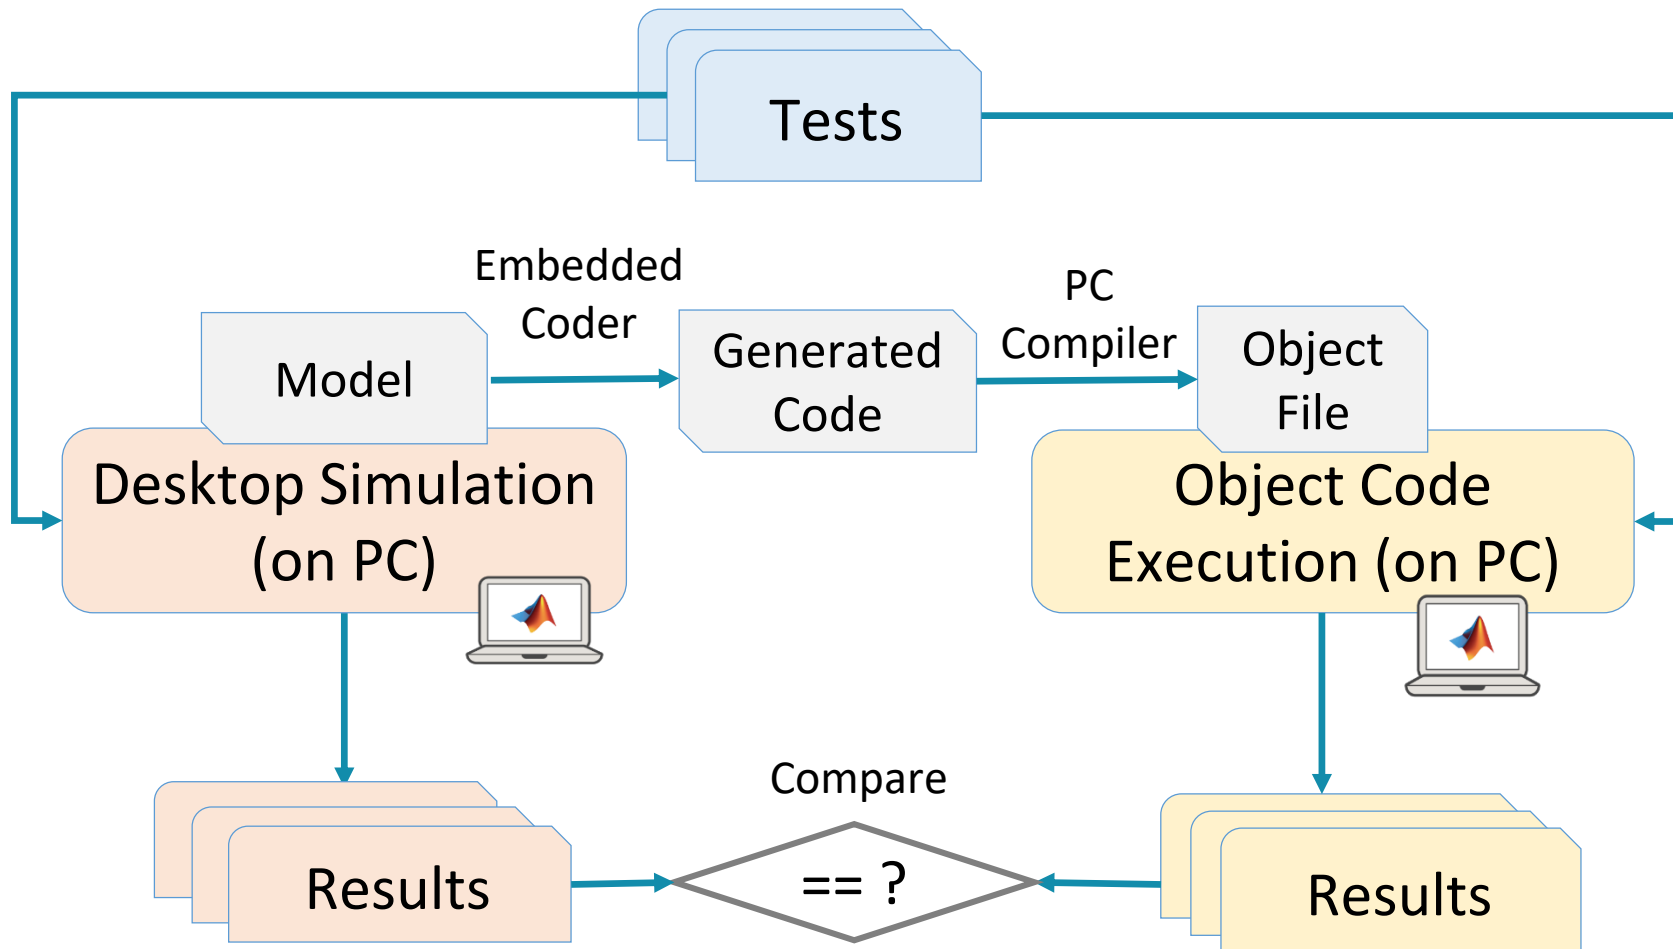 Tests
Embedded
Coder
PC
Compiler
Model
Generated
Code
Object
File
Desktop Simulation
(on PC)
Object Code
Execution (on PC)
Compare
Results
== ?
Results